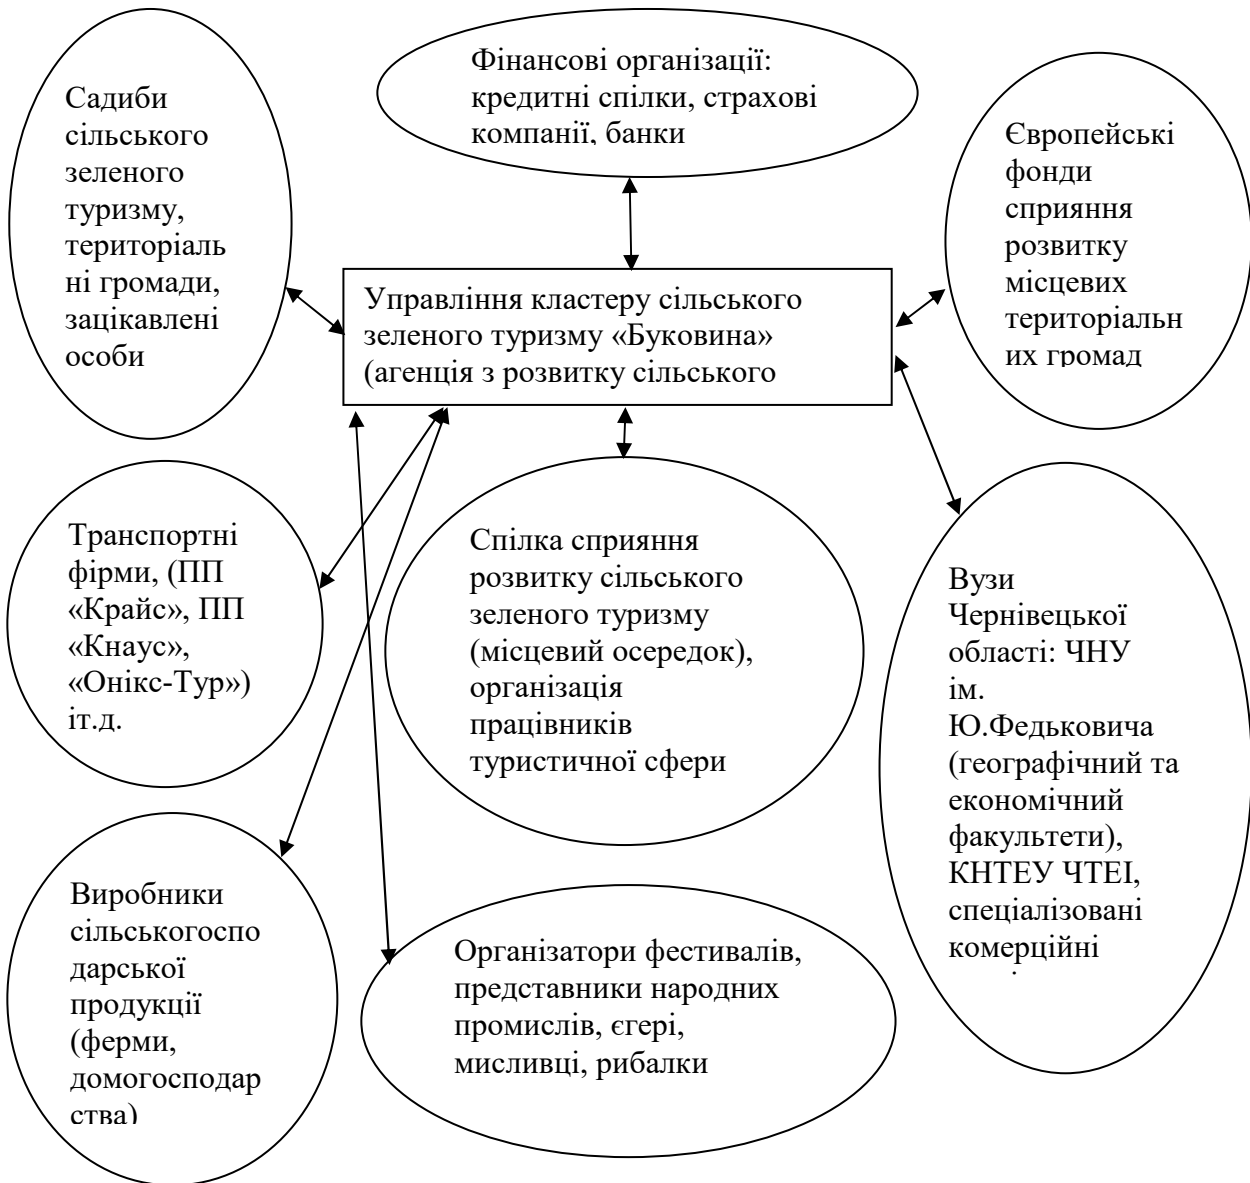 Фінансові організації:
кредитні спілки, страхові
компанії, банки
Садиби
сільського
зеленого
туризму,
територіаль
ні громади,
зацікавлені
особи
Європейські
фонди
сприяння
розвитку
місцевих
територіальн
их громад
Управління кластеру сільського
зеленого туризму «Буковина»
(агенція з розвитку сільського
Транспортні
фірми, (ПП
«Крайс», ПП
«Кнаус»,
«Онікс-Тур»)
іт.д.
Спілка сприяння
розвитку сільського
зеленого туризму
(місцевий осередок),
організація
працівників
туристичної сфери
Вузи
Чернівецької
області: ЧНУ
ім.
Ю.Федьковича
(географічний та
економічний
факультети),
КНТЕУ ЧТЕІ,
спеціалізовані
комерційні
Виробники
сільськогоспо
дарської
продукції
(ферми,
домогосподар
ства)
Організатори фестивалів,
представники народних
промислів, єгері,
мисливці, рибалки